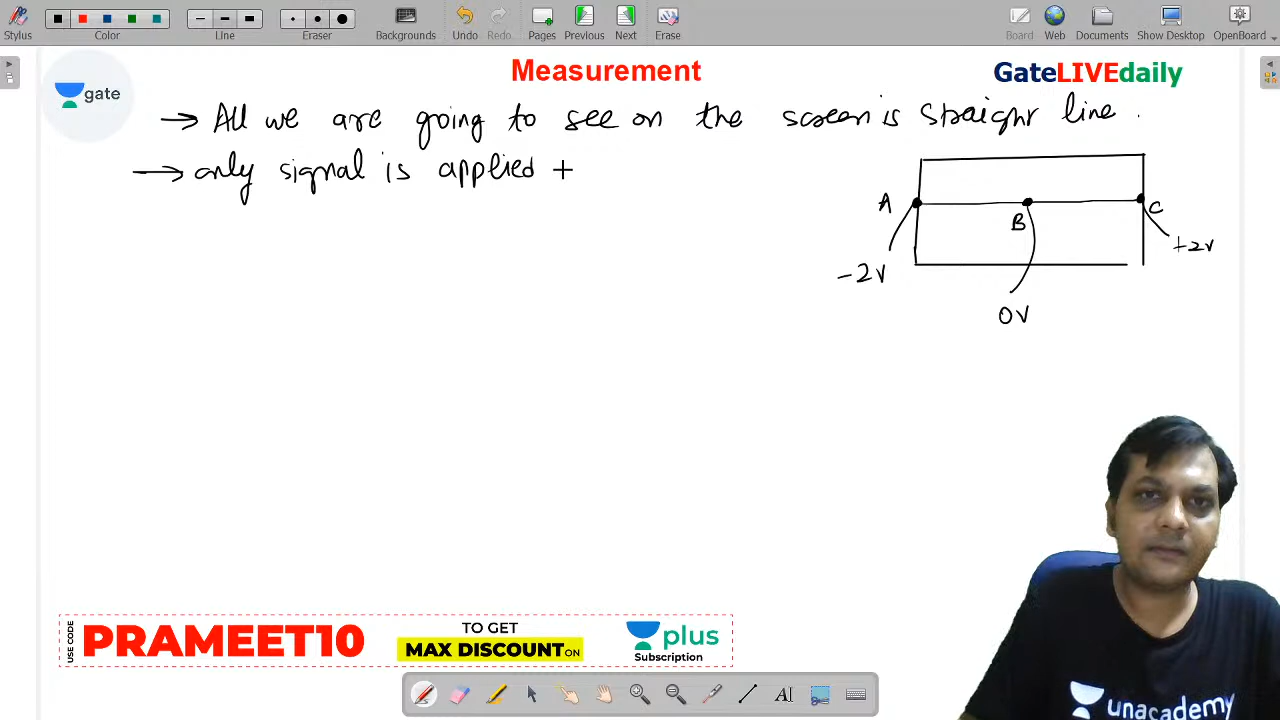 Stylus
Color
Line
Eraser
Backgrounds
Undo
Redo
Pages
Previous
Next
Erase
Board
Web
Documents
Show Desktop
OpenBoard
gate
Measurement
GateLIVEdaily
→ All we are going to see on the screen is straight line.
→ only signal is applied +
A
B
C
-2V
0V
+2V
USE CODE
PRAMEET10
TO GET
MAX DISCOUNT ON
plus
Subscription
unacademy